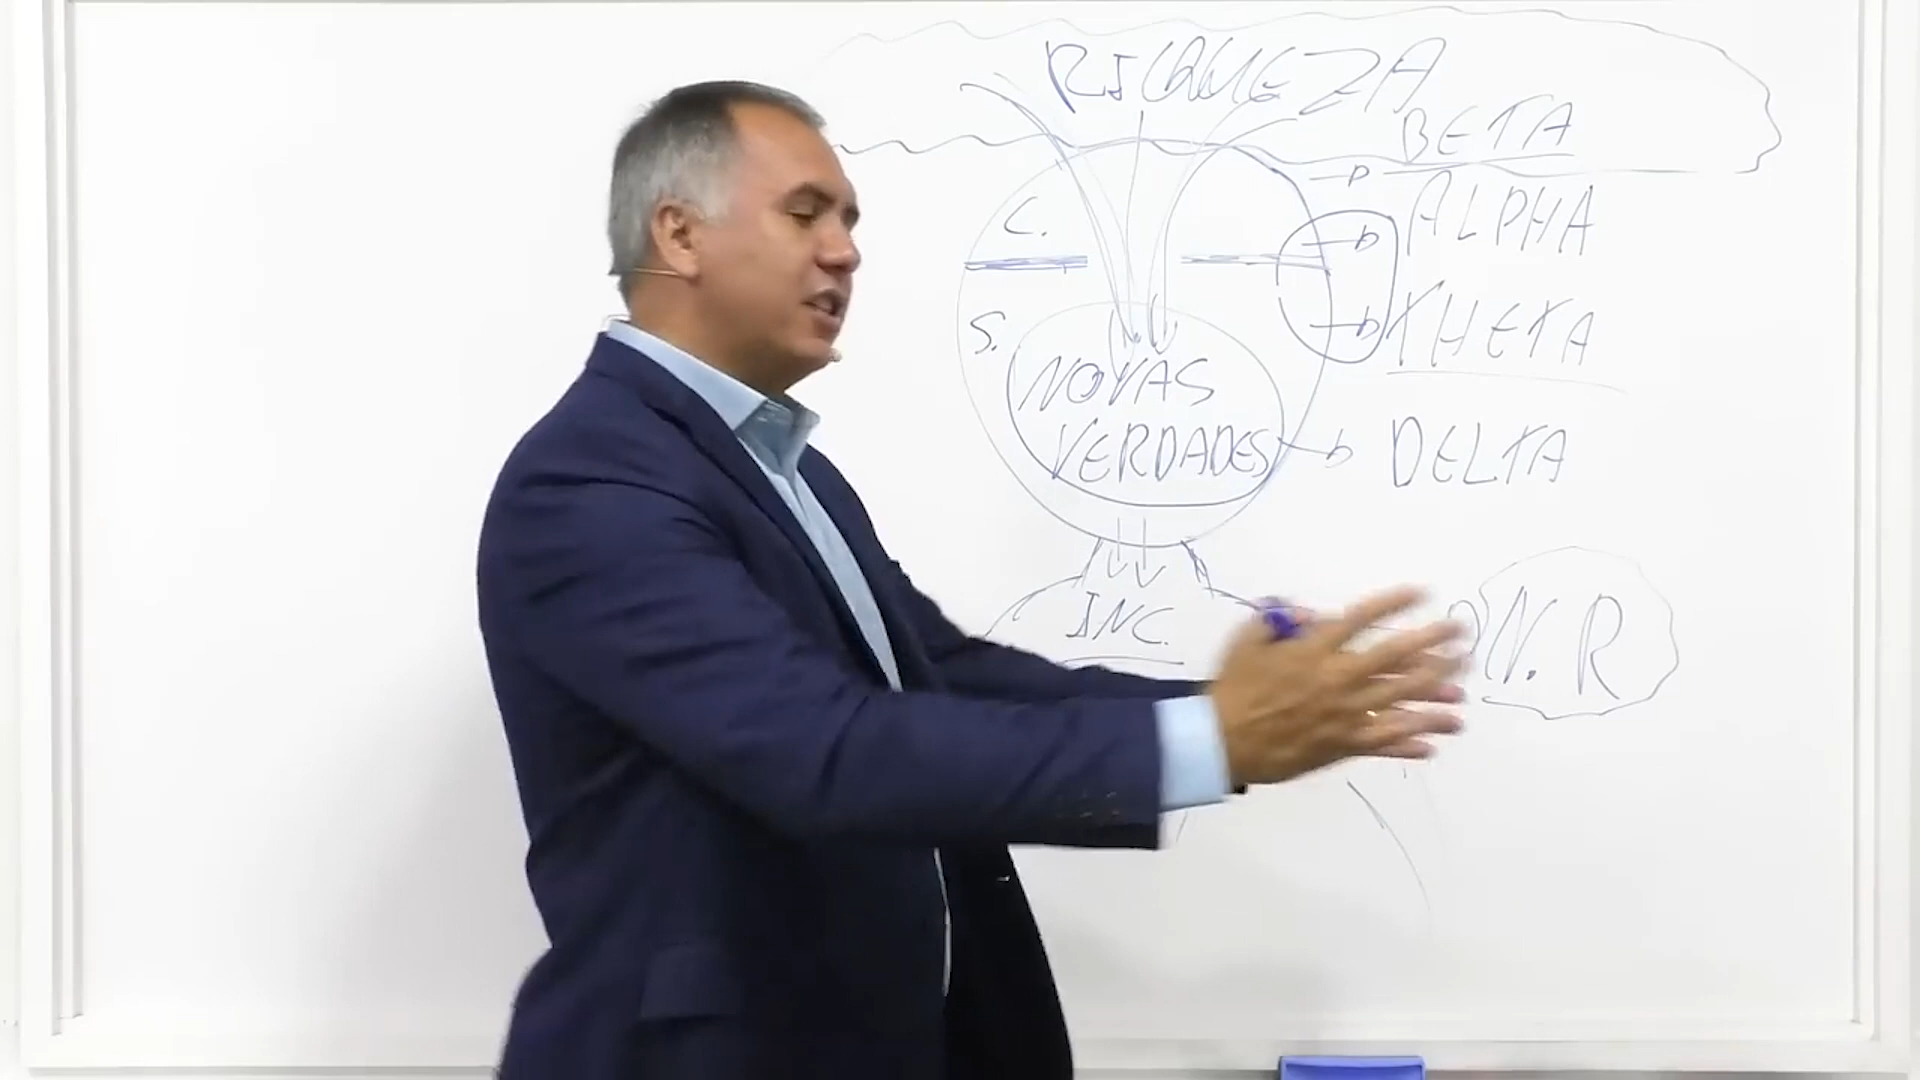 RIQUEZA
BETA
C.
ALPHA
S.
THETA
NOVAS
VERDADES
DELTA
INC.
N.R